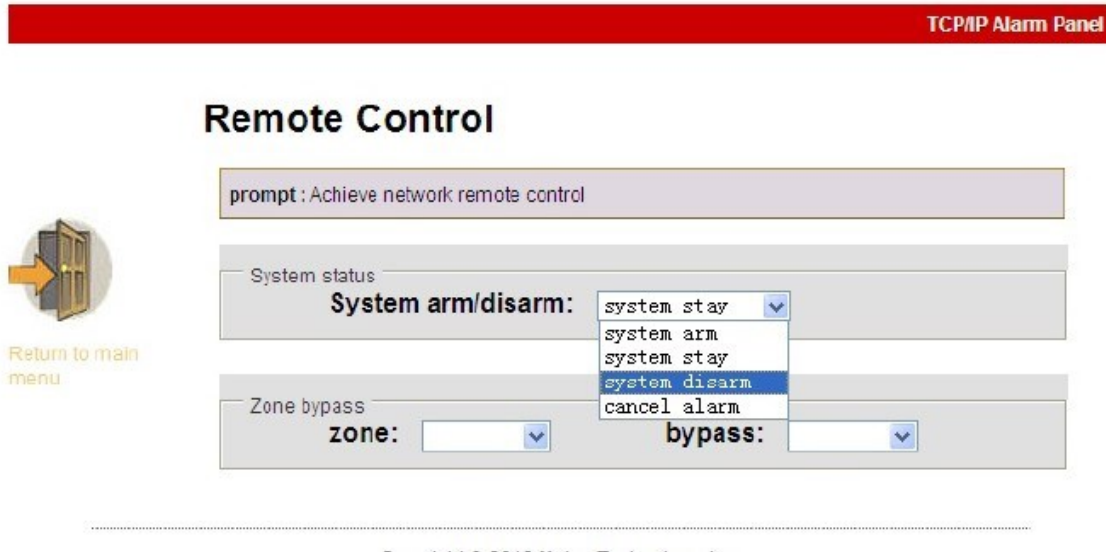 TCP/IP Alarm Panel
Remote Control
prompt : Achieve network remote control
System status
System arm/disarm: system stay
system arm
system stay
system disarm
cancel alarm
Return to main
menu
Zone bypass
zone: bypass: